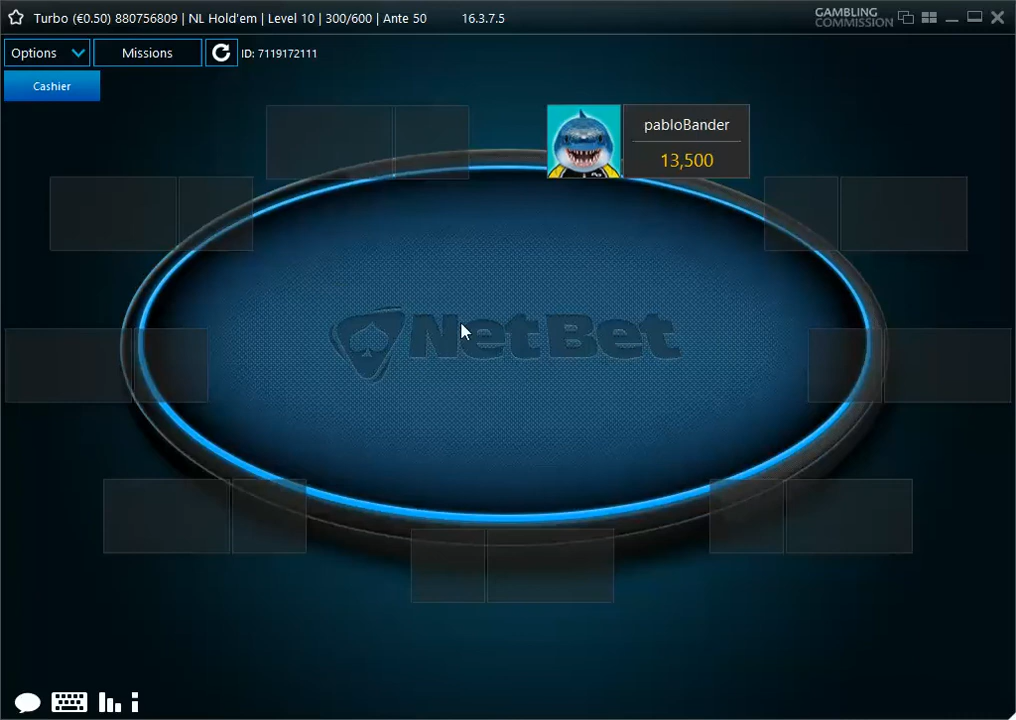 Turbo (€0.50) 880756809 | NL Hold'em | Level 10 | 300/600 | Ante 50 16.3.7.5
GAMBLING
COMMISSION
Options Missions ID: 7119172111
Cashier
pabloBander
13,500
NetBet